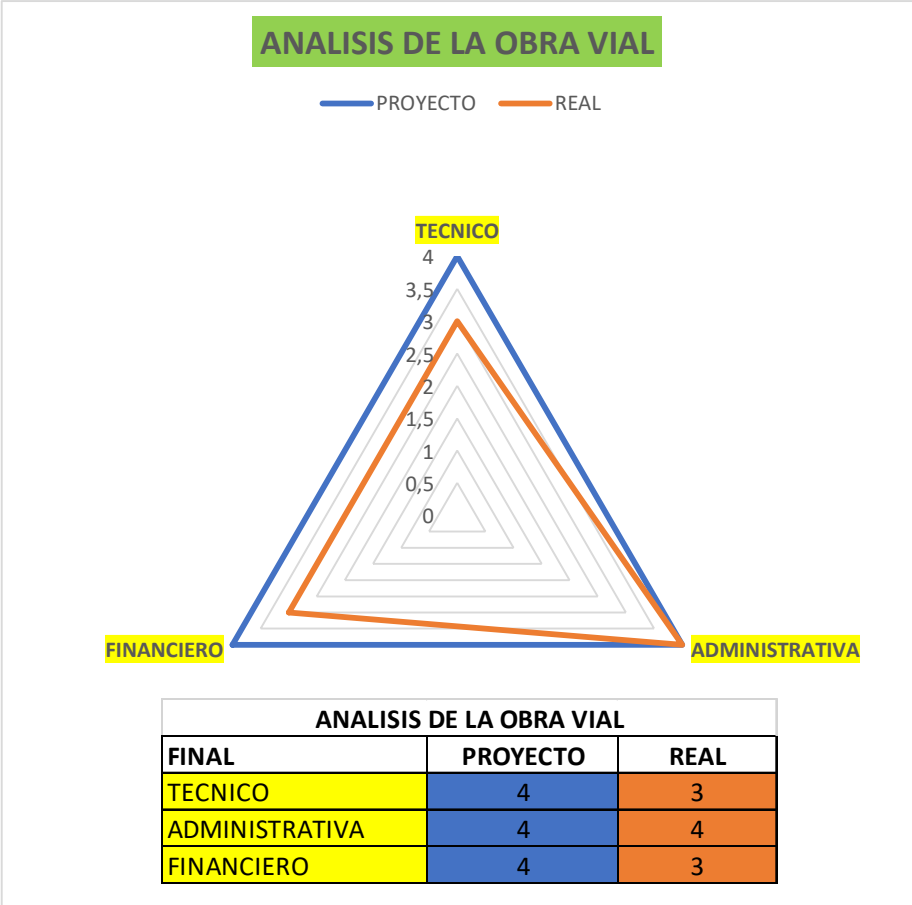 ANALISIS DE LA OBRA VIAL
PROYECTO REAL
TECNICO
4
3,5
3
2,5
2
1,5
1
0,5
0
FINANCIERO ADMINISTRATIVA
ANALISIS DE LA OBRA VIAL
FINAL PROYECTO REAL
TECNICO 4 3
ADMINISTRATIVA 4 4
FINANCIERO 4 3